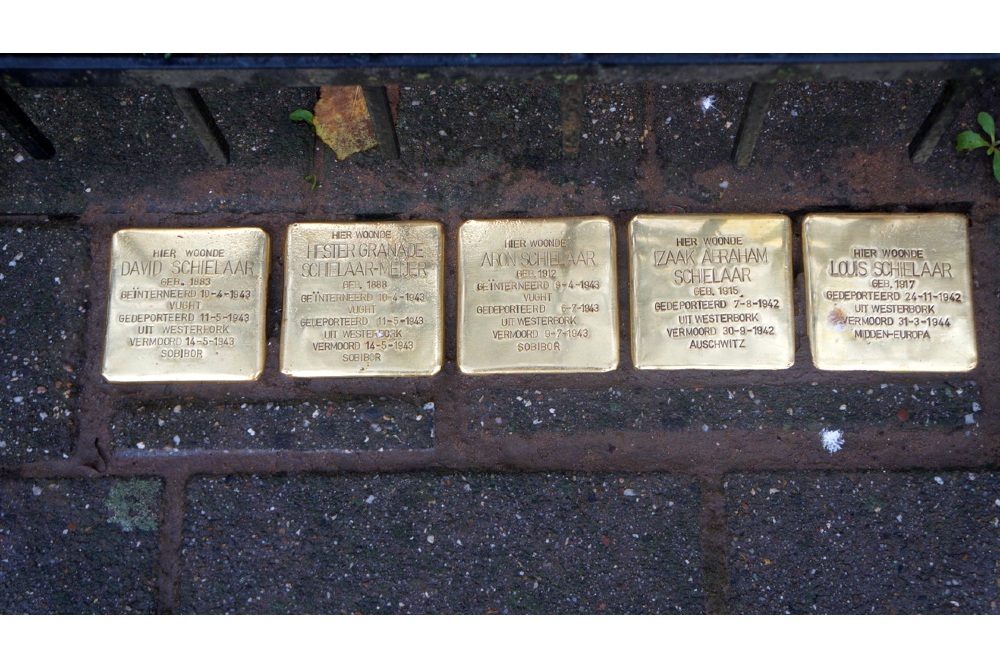 HIER WOONDE
DAVID SCHIELAAR
GEB. 1883
GEÏNTERNEERD 10-4-1943
VUGHT
GEDEPORTEERD 11-5-1943
UIT WESTERBORK
VERMOORD 14-5-1943
SOBIBOR
HIER WOONDE
HESTER GRANADE
SCHIELAAR-MEIJER
GEB. 1888
GEÏNTERNEERD 10-4-1943
VUGHT
GEDEPORTEERD 11-5-1943
UIT WESTERBORK
VERMOORD 14-5-1943
SOBIBOR
HIER WOONDE
ARON SCHIELAAR
GEB. 1912
GEÏNTERNEERD 9-4-1943
VUGHT
GEDEPORTEERD 6-7-1943
UIT WESTERBORK
VERMOORD 9-7-1943
SOBIBOR
HIER WOONDE
IZAAK ABRAHAM
SCHIELAAR
GEB. 1915
GEDEPORTEERD 7-8-1942
UIT WESTERBORK
VERMOORD 30-9-1942
AUSCHWITZ
HIER WOONDE
LOUIS SCHIELAAR
GEB. 1917
GEDEPORTEERD 24-11-1942
UIT WESTERBORK
VERMOORD 31-3-1944
MIDDEN-EUROPA